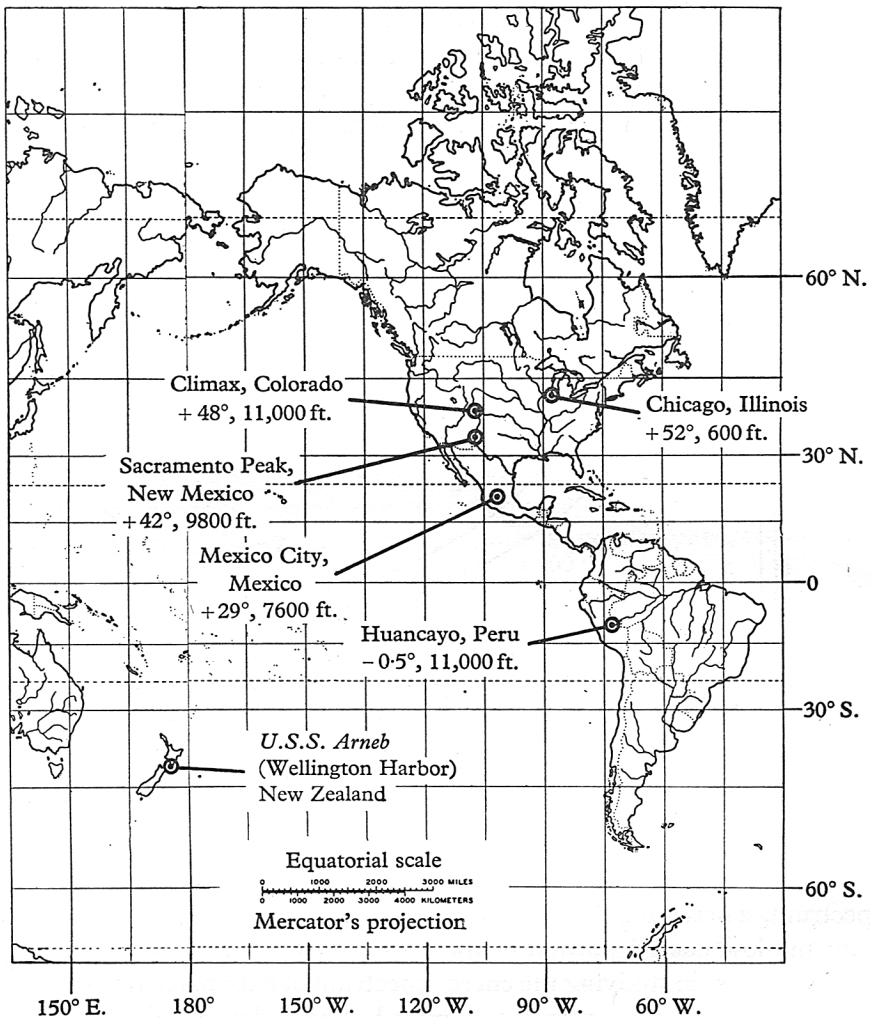 60° N.
Climax, Colorado
+ 48°, 11,000 ft.
Chicago, Illinois
+52°, 600 ft.
30° N.
Sacramento Peak,
New Mexico
+42°, 9800 ft.
Mexico City,
Mexico
+29°, 7600 ft.
0
Huancayo, Peru
– 0·5°, 11,000 ft.
30° S.
U.S.S. Arneb
(Wellington Harbor)
New Zealand
Equatorial scale
0 1000 2000 3000 MILES
0 1000 2000 3000 4000 KILOMETERS
Mercator's projection
60° S.
150° E. 180° 150° W. 120° W. 90° W. 60° W.